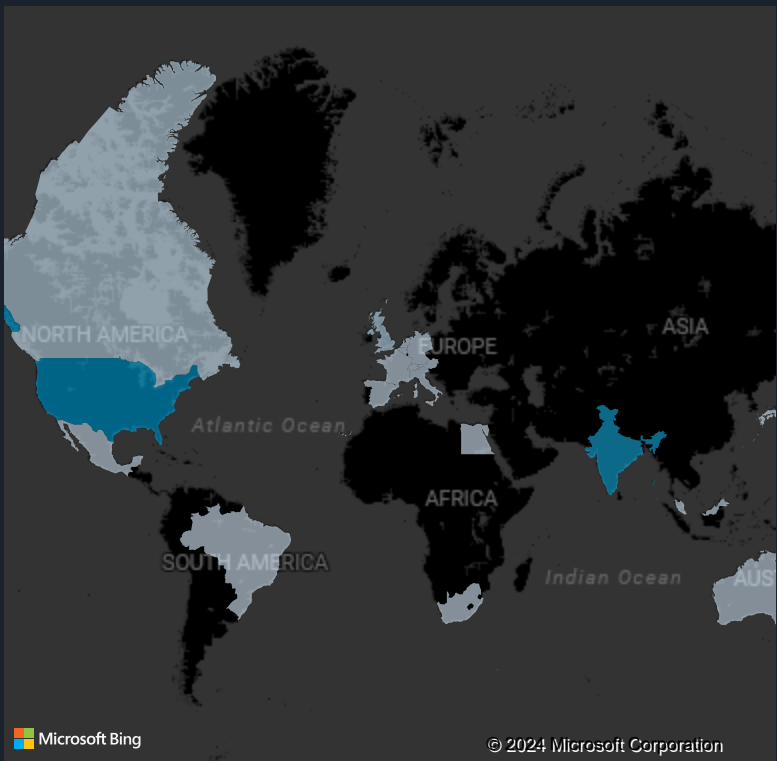 NORTH AMERICA
ASIA
EUROPE
Atlantic Ocean
AFRICA
SOUTH AMERICA
Indian Ocean
AUS
Microsoft Bing
© 2024 Microsoft Corporation